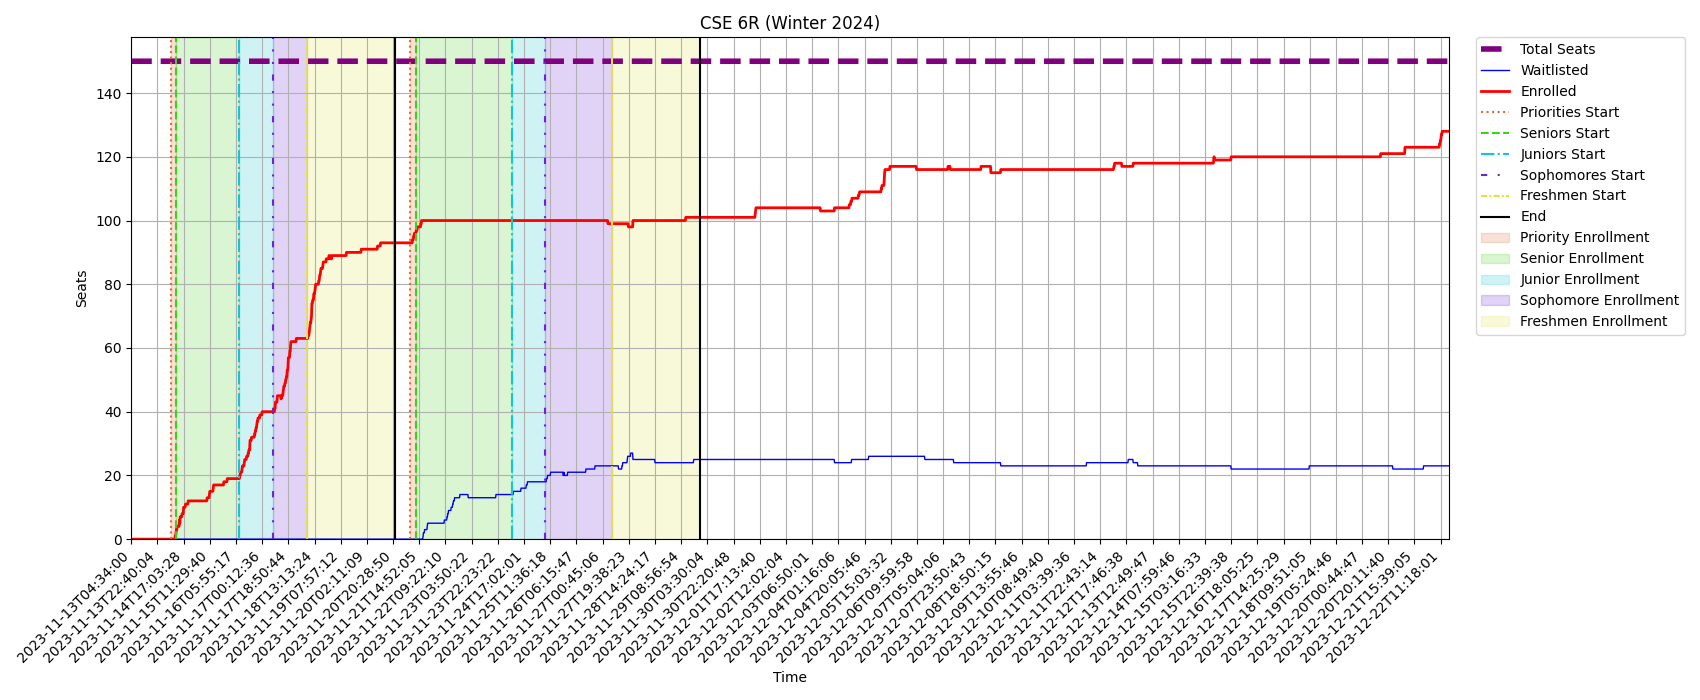 CSE 6R (Winter 2024)
Total Seats
Waitlisted
Enrolled
Priorities Start
Seniors Start
Juniors Start
Sophomores Start
Freshmen Start
End
Priority Enrollment
Senior Enrollment
Junior Enrollment
Sophomore Enrollment
Freshmen Enrollment
Seats
140
120
100
80
60
40
20
0
2023-11-13T04:34:00
2023-11-13T22:40:04
2023-11-14T17:03:28
2023-11-15T11:29:40
2023-11-16T05:55:17
2023-11-17T00:12:36
2023-11-17T18:50:44
2023-11-18T13:13:24
2023-11-19T07:57:12
2023-11-20T02:11:09
2023-11-20T20:28:50
2023-11-21T14:52:05
2023-11-22T09:22:10
2023-11-23T03:50:22
2023-11-23T22:23:22
2023-11-24T17:02:01
2023-11-25T11:36:18
2023-11-26T06:15:47
2023-11-27T00:45:06
2023-11-27T19:38:23
2023-11-28T14:24:17
2023-11-29T08:56:54
2023-11-30T03:30:04
2023-11-30T22:20:48
2023-12-01T17:13:40
2023-12-02T12:02:04
2023-12-03T06:50:01
2023-12-04T01:16:06
2023-12-04T20:05:46
2023-12-05T15:03:32
2023-12-06T09:59:58
2023-12-07T05:04:06
2023-12-07T23:50:43
2023-12-08T18:50:15
2023-12-09T13:55:46
2023-12-10T08:49:40
2023-12-11T03:39:36
2023-12-11T22:43:14
2023-12-12T17:46:38
2023-12-13T12:49:47
2023-12-14T07:59:46
2023-12-15T03:16:33
2023-12-15T22:39:38
2023-12-16T18:05:25
2023-12-17T14:25:29
2023-12-18T09:51:05
2023-12-19T05:24:46
2023-12-20T00:44:47
2023-12-20T20:11:40
2023-12-21T15:39:05
2023-12-22T11:18:01
Time